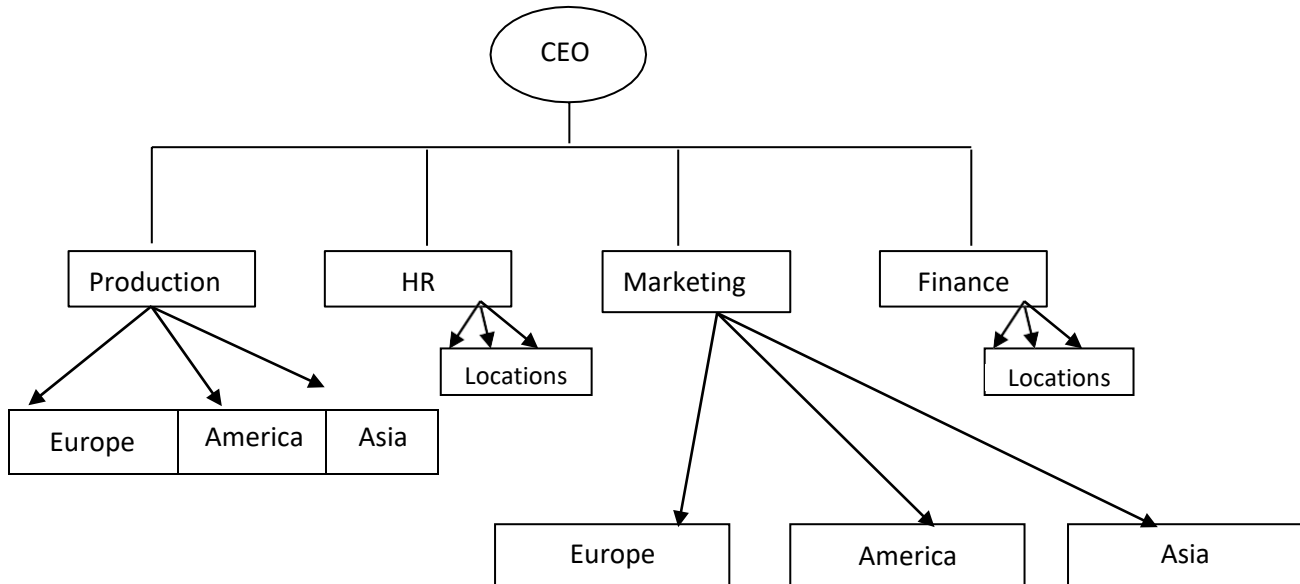 CEO
Production
HR
Marketing
Finance
Locations
Locations
Europe
America
Asia
Europe
America
Asia